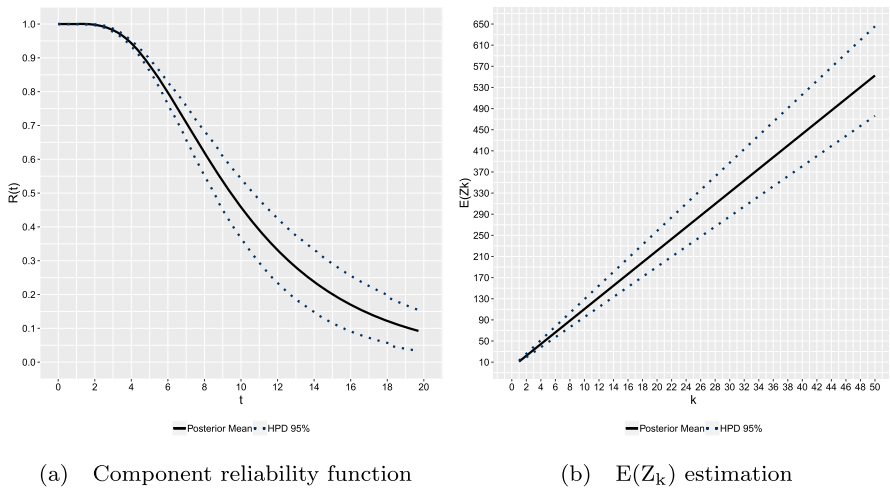 1.0
0.9
0.8
0.7
0.6
0.5
0.4
0.3
0.2
0.1
0.0
R(t)
0 2 4 6 8 10 12 14 16 18 20
t
Posterior Mean HPD 95%
(a) Component reliability function
650
610
570
530
490
450
410
370
330
290
250
210
170
130
90
50
10
E(Zk)
0 2 4 6 8 10 12 14 16 18 20 22 24 26 28 30 32 34 36 38 40 42 44 46 48 50
k
Posterior Mean HPD 95%
(b) E(Zk) estimation